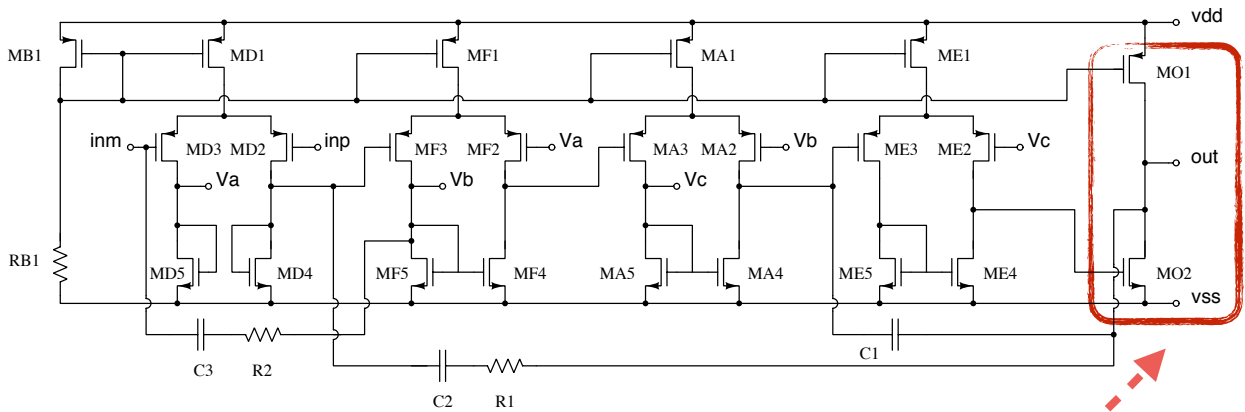 vdd
MB1
MD1
MF1
MA1
ME1
MO1
inm
MD3
MD2
inp
MF3
MF2
Va
MA3
MA2
Vb
ME3
ME2
Vc
out
Va
Vb
Vc
RB1
MD5
MD4
MF5
MF4
MA5
MA4
ME5
ME4
MO2
vss
C3
R2
C1
C2
R1